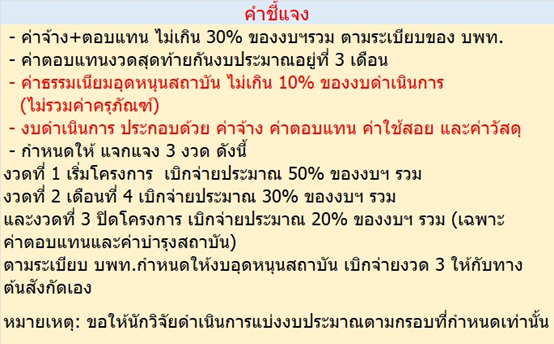 คำชี้แจง
- ค่าจ้าง+ตอบแทน ไม่เกิน 30% ของงบฯรวม ตามระเบียบของ บพท.
- ค่าตอบแทนงวดสุดท้ายกันงบประมาณอยู่ที่ 3 เดือน
- ค่าธรรมเนียมอุดหนุนสถาบัน ไม่เกิน 10% ของงบดำเนินการ
(ไม่รวมค่าครุภัณฑ์)
- งบดำเนินการ ประกอบด้วย ค่าจ้าง ค่าตอบแทน ค่าใช้สอย และค่าวัสดุ
- กำหนดให้ แจกแจง 3 งวด ดังนี้
งวดที่ 1 เริ่มโครงการ เบิกจ่ายประมาณ 50% ของงบฯ รวม
งวดที่ 2 เดือนที่ 4 เบิกจ่ายประมาณ 30% ของงบฯ รวม
และงวดที่ 3 ปิดโครงการ เบิกจ่ายประมาณ 20% ของงบฯ รวม (เฉพาะ
ค่าตอบแทนและค่าบำรุงสถาบัน)
ตามระเบียบ บพท.กำหนดให้งบอุดหนุนสถาบัน เบิกจ่ายงวด 3 ให้กับทาง
ต้นสังกัดเอง
หมายเหตุ: ขอให้นักวิจัยดำเนินการแบ่งงบประมาณตามกรอบที่กำหนดเท่านั้น